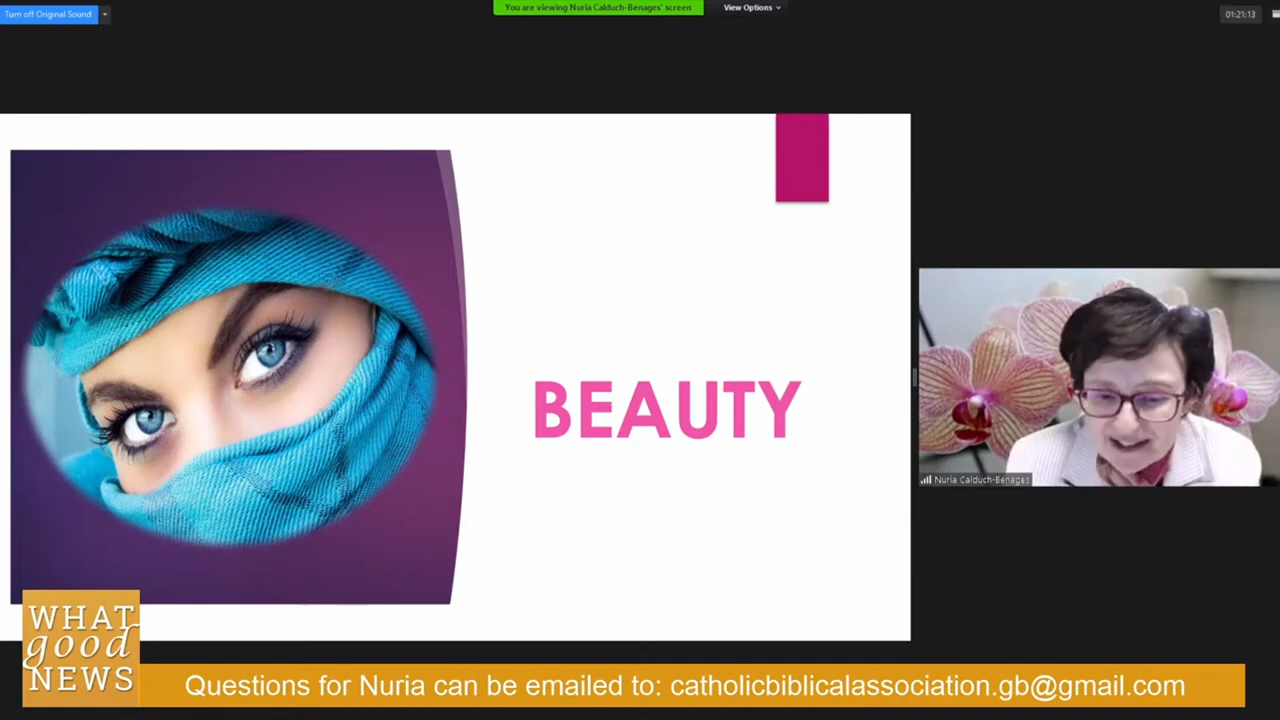 Turn off Original Sound
You are viewing Nuria Calduch-Benages' screen
View Options
01:21:13
BEAUTY
Nuria Calduch-Benages
WHAT
good
NEWS
Questions for Nuria can be emailed to: catholicbiblicalassociation.gb@gmail.com